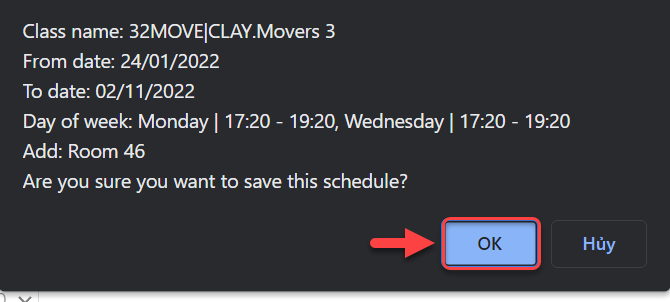 Class name: 32MOVE|CLAY.Movers 3
From date: 24/01/2022
To date: 02/11/2022
Day of week: Monday | 17:20 - 19:20, Wednesday | 17:20 - 19:20
Add: Room 46
Are you sure you want to save this schedule?
OK
Hủy